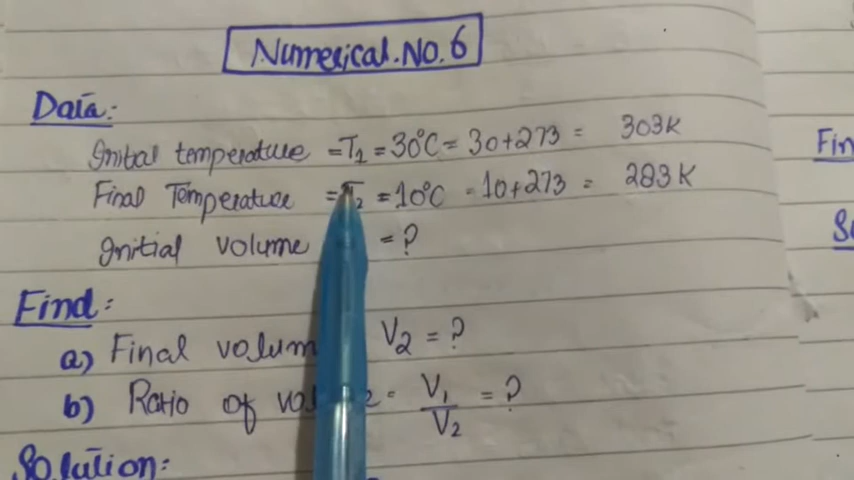 Numerical.No.6
Data:
Initial temperature = T1 = 30°C = 30+273 = 303K
Final Temperature = T2 = 10°C = 10+273 = 283K
Initial volume = ?
Find:
a) Final volum V2 = ?
b) Ratio of vo e = V1/V2 = ?
Solution:
Fin